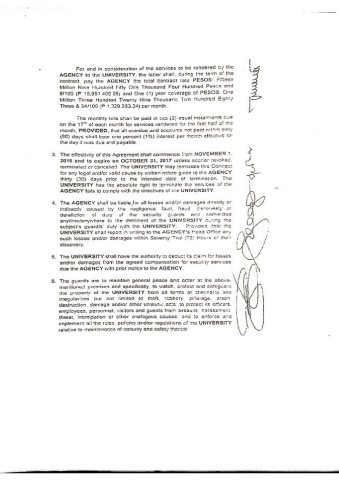 For and in consideration of the services to be rendered by the
AGENCY to the UNIVERSITY, the latter shall, during the term of the
contract, pay the AGENCY the total contract rate PESOS: Fifteen
Million Nine Hundred Fifty One Thousand Four Hundred Pesos and
8/100 (P 15,951,400.08) and One (1) year coverage of PESOS: One
Million Three Hundred Twenty Nine Thousand Two Hundred Eighty
Three & 34/100 (P 1,329,283.34) per month.
The monthly bills shall be paid in two (2) equal instalments due
on the 17th of each month for services rendered for the first half of the
month, PROVIDED, that all overdue and accounts not paid within sixty
(60) days shall bear one percent (1%) interest per month effective on
the day it was due and payable.
3. The effectivity of this Agreement shall commence from NOVEMBER 1,
2016 and to expire on OCTOBER 31, 2017 unless sooner revoked,
terminated or cancelled. The UNIVERSITY may terminate this Contract
for any legal and/or valid cause by written notice given to the AGENCY
thirty (30) days prior to the intended date of termination. The
UNIVERSITY has the absolute right to terminate the services of the
AGENCY fails to comply with the directives of the UNIVERSITY.
4. The AGENCY shall be liable for all losses and/or damages directly or
indirectly caused by the negligence, fault, fraud, dishonesty or
dereliction of duty of the security guards and committed
anytime/anywhere to the detriment of the UNIVERSITY during the
subject's guards' duty with the UNIVERSITY. Provided, that the
UNIVERSITY shall report in writing to the AGENCY's Head Office any
such losses and/or damages within Seventy Two (72) Hours of their
discovery.
5. The UNIVERSITY shall have the authority to deduct its claim for losses
and/or damages from the agreed compensation for security services
due the AGENCY with prior notice to the AGENCY.
6. The guards are to maintain general peace and order at the above-
mentioned premises and specifically, to watch, protect and safeguard
the property of the UNIVERSITY from all forms of criminality and
irregularities but not limited to theft, robbery, pilferage, arson,
destruction, damage and/or other unlawful acts; to protect its officers,
employees, personnel, visitors and guests from assaults, harassment,
threat, intimidation or other analogous causes; and to enforce and
implement all the rules, policies and/or regulations of the UNIVERSITY
relative to maintenance of security and safety thereat.